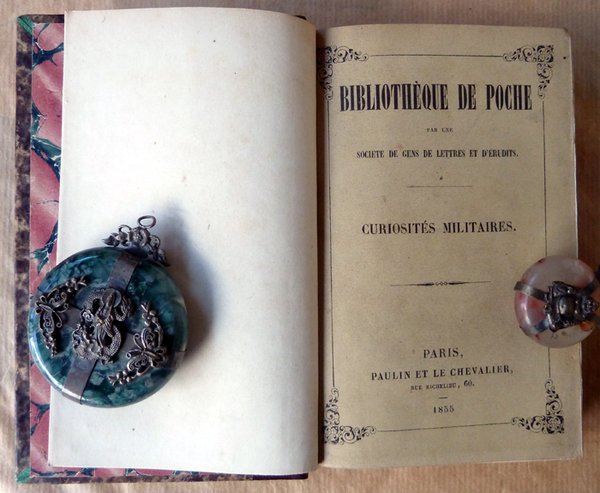 BIBLIOTHÈQUE DE POCHE
PAR UNE
SOCIETE DE GENS DE LETTRES ET D'ÉRUDITS.
CURIOSITÉS MILITAIRES.
PARIS,
PAULIN ET LE CHEVALIER,
RUE RICHELIEU, 60.
1855